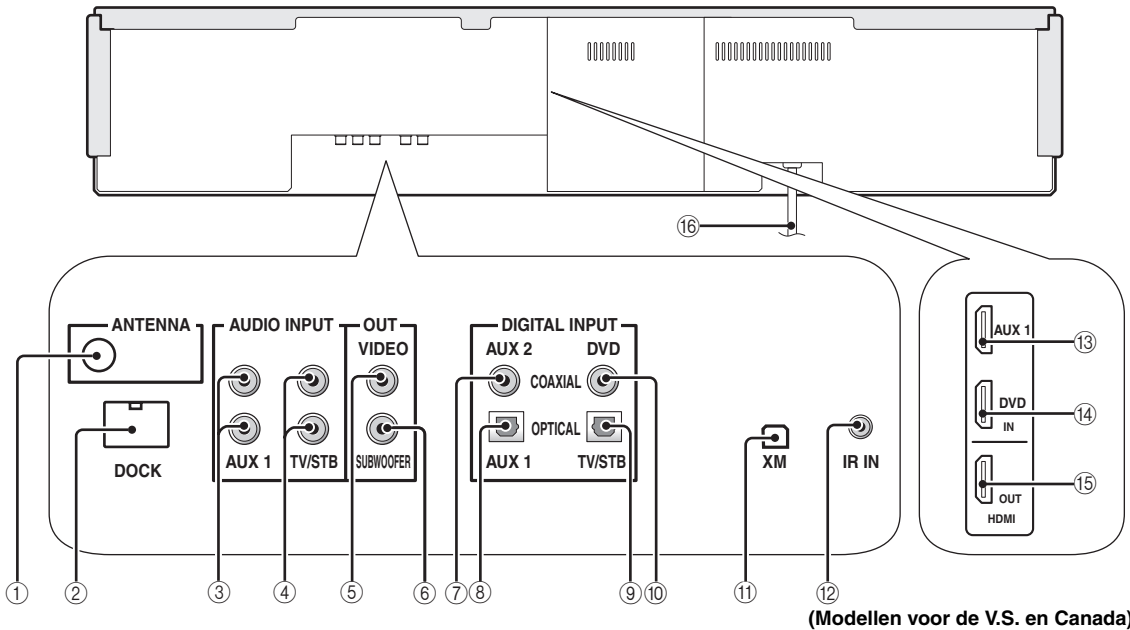 ⑯
ANTENNA AUDIO INPUT OUT DIGITAL INPUT
VIDEO AUX 2 DVD
COAXIAL
OPTICAL
DOCK AUX 1 TV/STB SUBWOOFER AUX 1 TV/STB XM IR IN
AUX 1 ⑬
DVD ⑭
IN
⑮
OUT
HDMI
① ② ③ ④ ⑤ ⑥ ⑦ ⑧ ⑨ ⑩ ⑪ ⑫
(Modellen voor de V.S. en Canada)